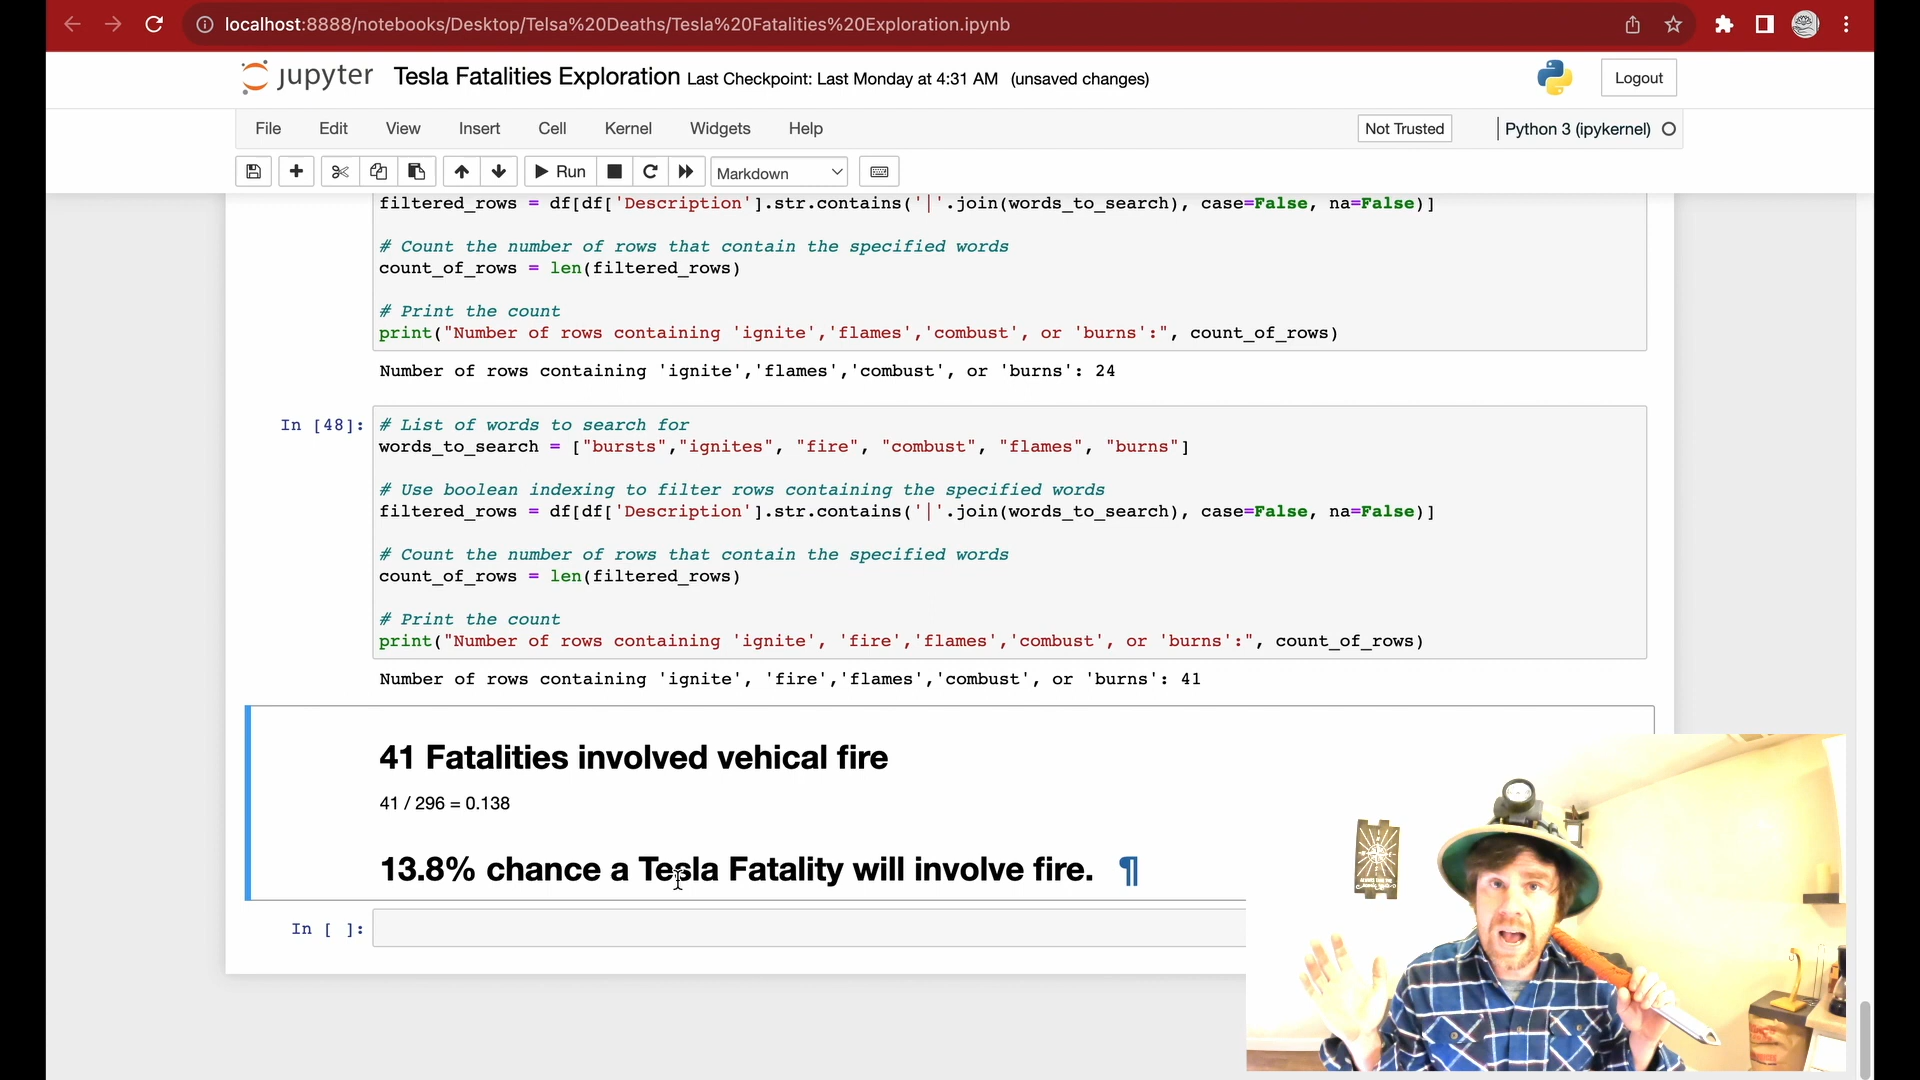 localhost:8888/notebooks/Desktop/Telsa%20Deaths/Tesla%20Fatalities%20Exploration.ipynb
jupyter Tesla Fatalities Exploration Last Checkpoint: Last Monday at 4:31 AM (unsaved changes) Logout
File Edit View Insert Cell Kernel Widgets Help Not Trusted Python 3 (ipykernel)
Run Markdown
filtered_rows = df[df['Description'].str.contains('|'.join(words_to_search), case=False, na=False)]
# Count the number of rows that contain the specified words
count_of_rows = len(filtered_rows)
# Print the count
print("Number of rows containing 'ignite','flames','combust', or 'burns':", count_of_rows)
Number of rows containing 'ignite','flames','combust', or 'burns': 24
In [48]: # List of words to search for
words_to_search = ["bursts","ignites", "fire", "combust", "flames", "burns"]
# Use boolean indexing to filter rows containing the specified words
filtered_rows = df[df['Description'].str.contains('|'.join(words_to_search), case=False, na=False)]
# Count the number of rows that contain the specified words
count_of_rows = len(filtered_rows)
# Print the count
print("Number of rows containing 'ignite', 'fire','flames','combust', or 'burns':", count_of_rows)
Number of rows containing 'ignite', 'fire','flames','combust', or 'burns': 41
41 Fatalities involved vehical fire
41 / 296 = 0.138
13.8% chance a Tesla Fatality will involve fire. ¶
In [ ]: